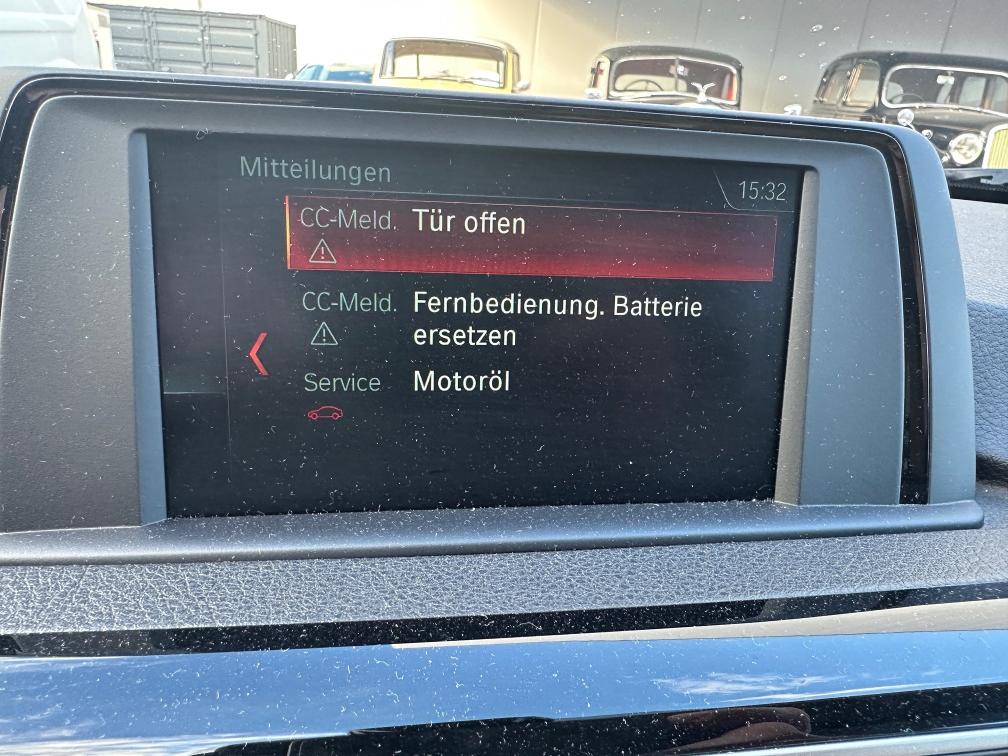 Mitteilungen
15:32
CC-Meld. Tür offen
CC-Meld. Fernbedienung. Batterie
ersetzen
Service Motoröl